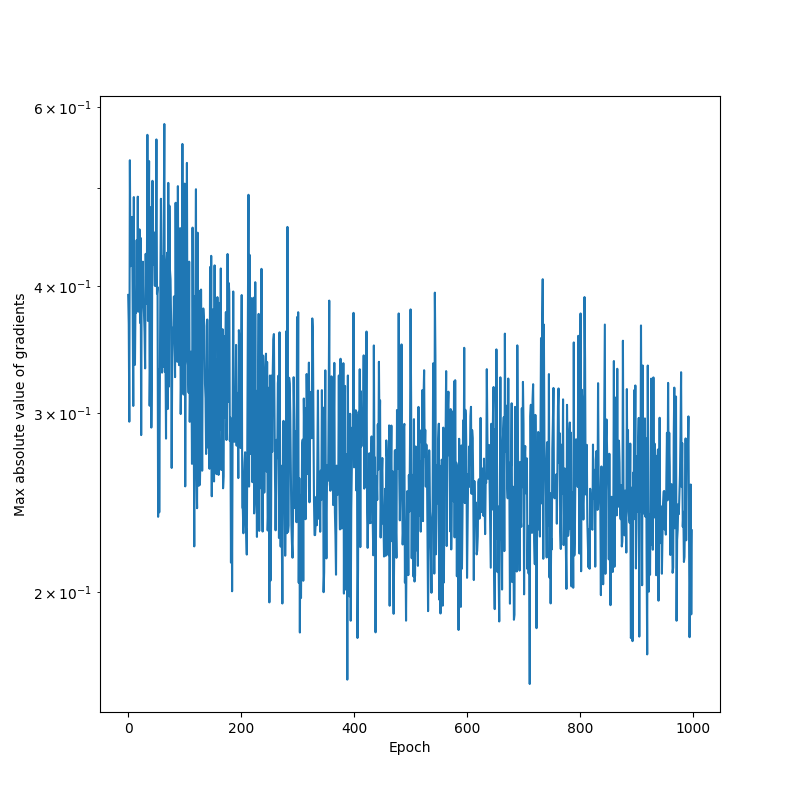 6 × 10⁻¹
4 × 10⁻¹
3 × 10⁻¹
2 × 10⁻¹
Max absolute value of gradients
0 200 400 600 800 1000
Epoch